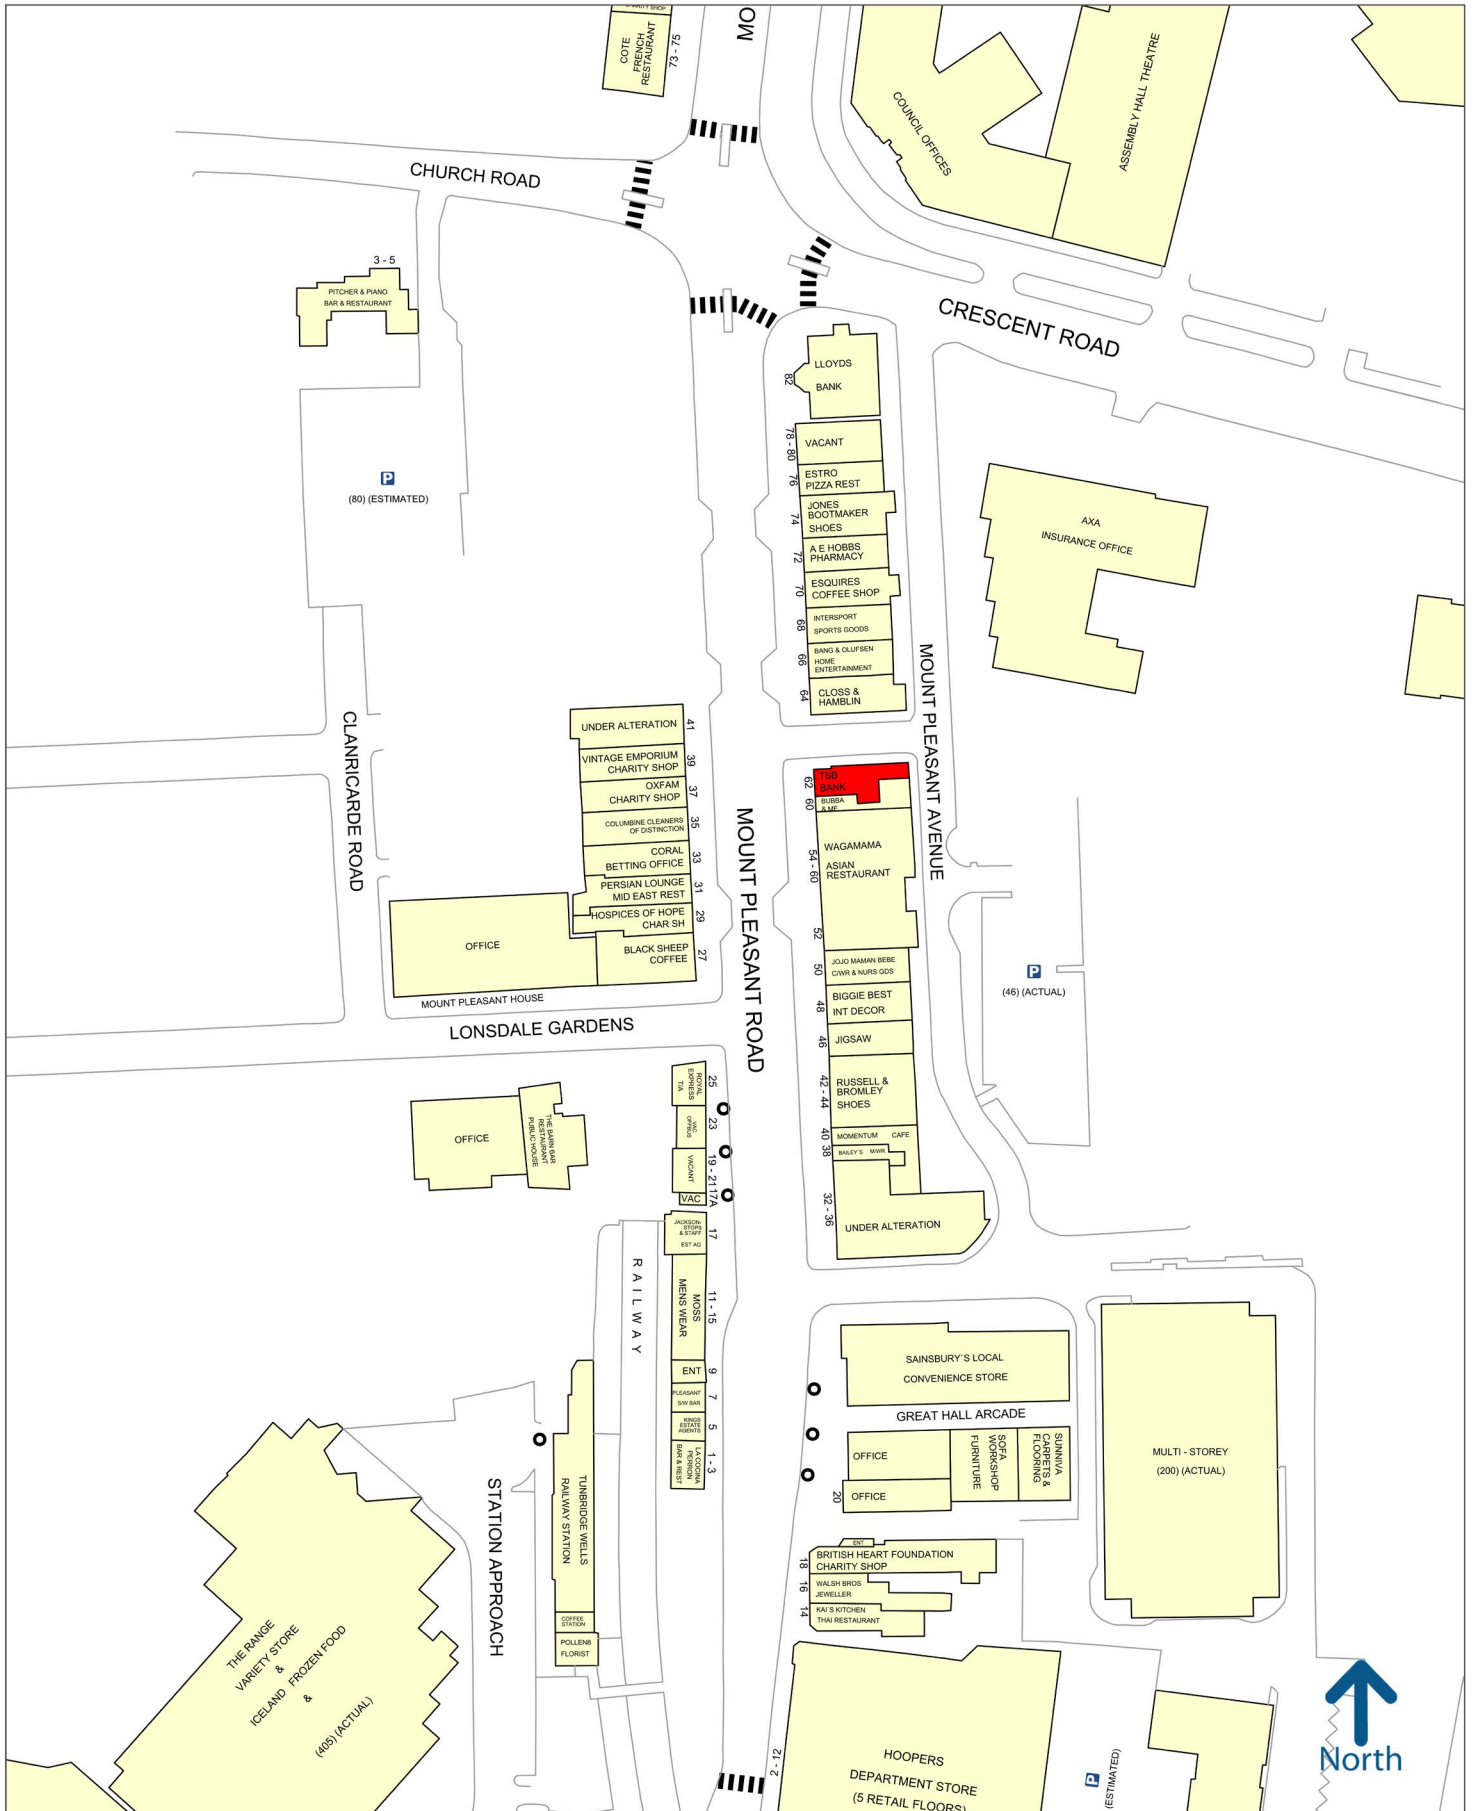 CHARITY SHOP
COTE
FRENCH
RESTAURANT
73 - 75
MO
COUNCIL OFFICES
ASSEMBLY HALL THEATRE
CHURCH ROAD
3 - 5
PITCHER & PIANO
BAR & RESTAURANT
CRESCENT ROAD
P
(80) (ESTIMATED)
LLOYDS
BANK
82
VACANT
78 - 80
ESTRO
PIZZA REST
76
JONES
BOOTMAKER
SHOES
74
A E HOBBS
PHARMACY
72
ESQUIRES
COFFEE SHOP
70
INTERSPORT
SPORTS GOODS
68
BANG & OLUFSEN
HOME
ENTERTAINMENT
66
CLOSS &
HAMBLIN
64
AXA
INSURANCE OFFICE
MOUNT PLEASANT AVENUE
CLANRICARDE ROAD
UNDER ALTERATION
41
VINTAGE EMPORIUM
CHARITY SHOP
39
OXFAM
CHARITY SHOP
37
COLUMBINE CLEANERS
OF DISTINCTION
35
CORAL
BETTING OFFICE
33
PERSIAN LOUNGE
MID EAST REST
31
HOSPICES OF HOPE
CHAR SH
29
BLACK SHEEP
COFFEE
27
OFFICE
MOUNT PLEASANT HOUSE
LONSDALE GARDENS
MOUNT PLEASANT ROAD
TSB
BANK
62
BUBBA
& ME
60
WAGAMAMA
ASIAN
RESTAURANT
54 - 60
52
JOJO MAMAN BEBE
C/WR & NURS GDS
50
BIGGIE BEST
INT DECOR
48
JIGSAW
46
RUSSELL &
BROMLEY
SHOES
42 - 44
MOMENTUM CAFE
40
BAILEY`S M/WR
38
UNDER ALTERATION
32 - 36
P
(46) (ACTUAL)
OFFICE
THE BARN BAR
RESTAURANT
PUBLIC HOUSE
ROYAL
EXPRESS
T/A
25
VAC
OFFBUS
23
VACANT
19 - 21
VAC
17A
JACKSON-
STOPS
& STAFF
EST AG
17
MOSS
MENS WEAR
11 - 15
ENT
9
PLEASANT
S/W BAR
7
KINGS
ESTATE
AGENTS
5
LA COCINA
PERRON
BAR & REST
1 - 3
RAILWAY
TUNBRIDGE WELLS
RAILWAY STATION
COFFEE
STATION
POLLEN8
FLORIST
STATION APPROACH
SAINSBURY`S LOCAL
CONVENIENCE STORE
GREAT HALL ARCADE
OFFICE
SOFA
WORKSHOP
FURNITURE
SUNNIVA
CARPETS &
FLOORING
OFFICE
20
MULTI - STOREY
(200) (ACTUAL)
ENT
BRITISH HEART FOUNDATION
CHARITY SHOP
18
WALSH BROS
JEWELLER
16
KAI`S KITCHEN
THAI RESTAURANT
14
THE RANGE
VARIETY STORE
&
ICELAND FROZEN FOOD
&
(405) (ACTUAL)
HOOPERS
DEPARTMENT STORE
(5 RETAIL FLOORS)
2 - 12
P
(ESTIMATED)
North